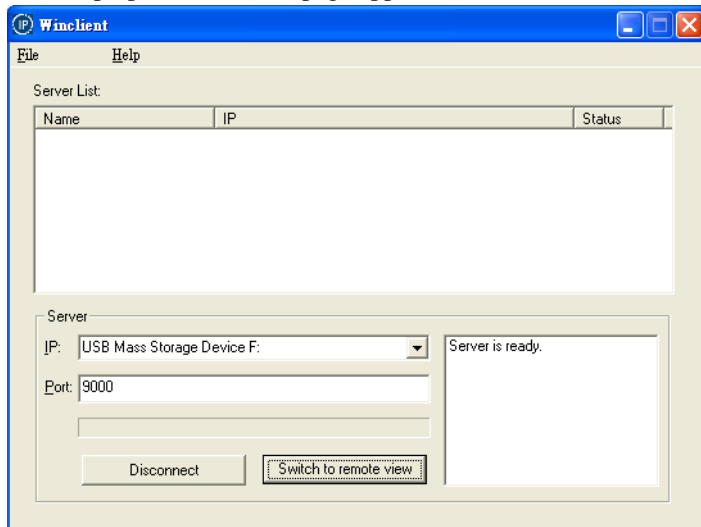 Winclient
File Help
Server List:
Name IP Status
Server
IP: USB Mass Storage Device F:
Server is ready.
Port: 9000
Disconnect Switch to remote view